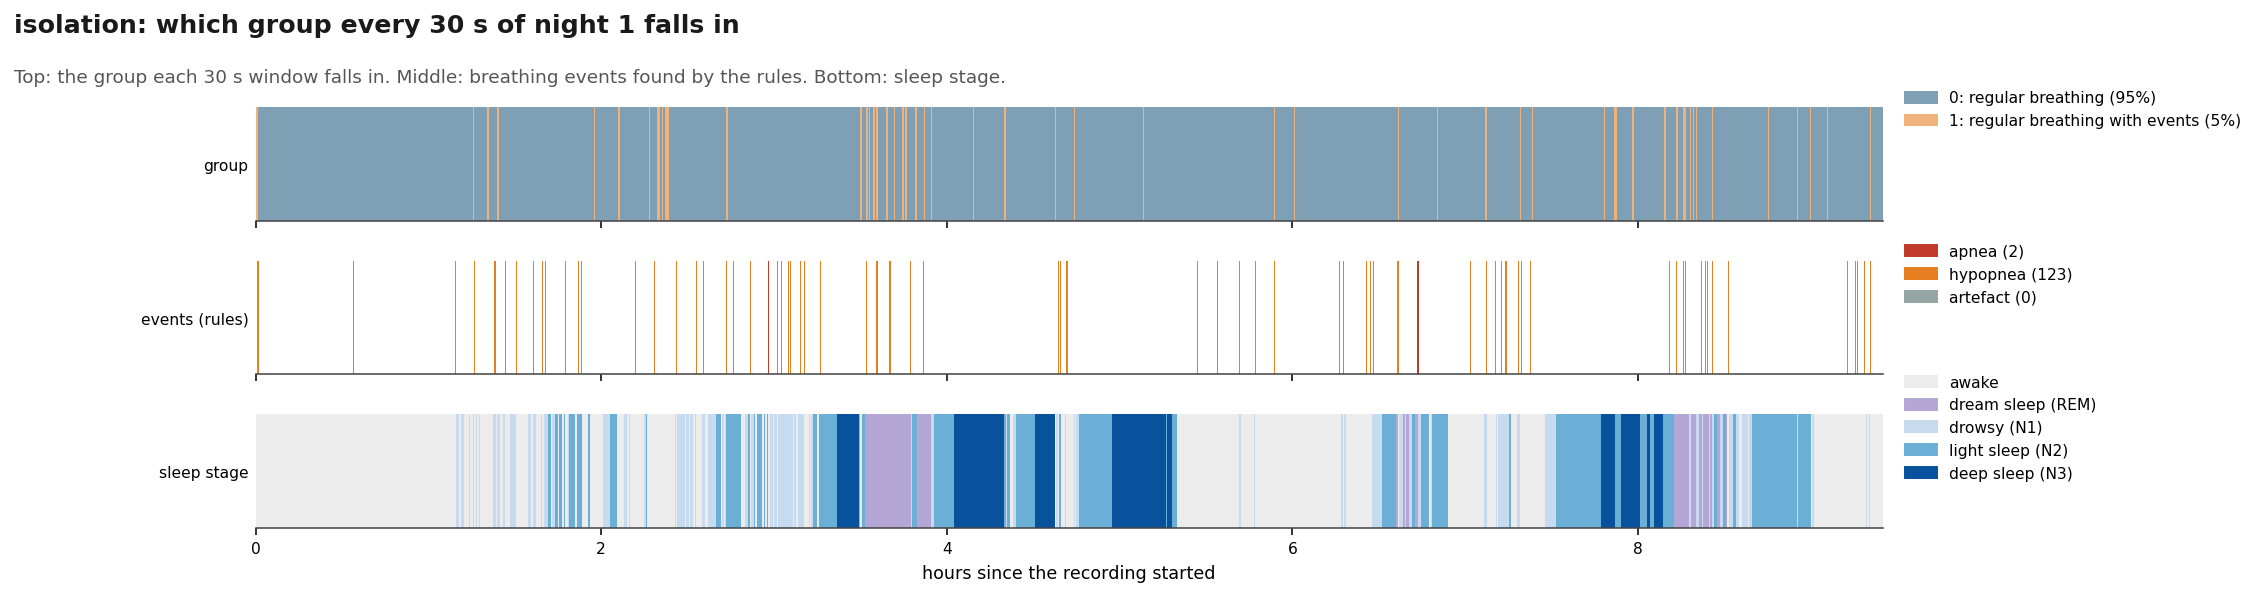 isolation: which group every 30 s of night 1 falls in
Top: the group each 30 s window falls in. Middle: breathing events found by the rules. Bottom: sleep stage.
group
0: regular breathing (95%)
1: regular breathing with events (5%)
events (rules)
apnea (2)
hypopnea (123)
artefact (0)
sleep stage
awake
dream sleep (REM)
drowsy (N1)
light sleep (N2)
deep sleep (N3)
0 2 4 6 8
hours since the recording started